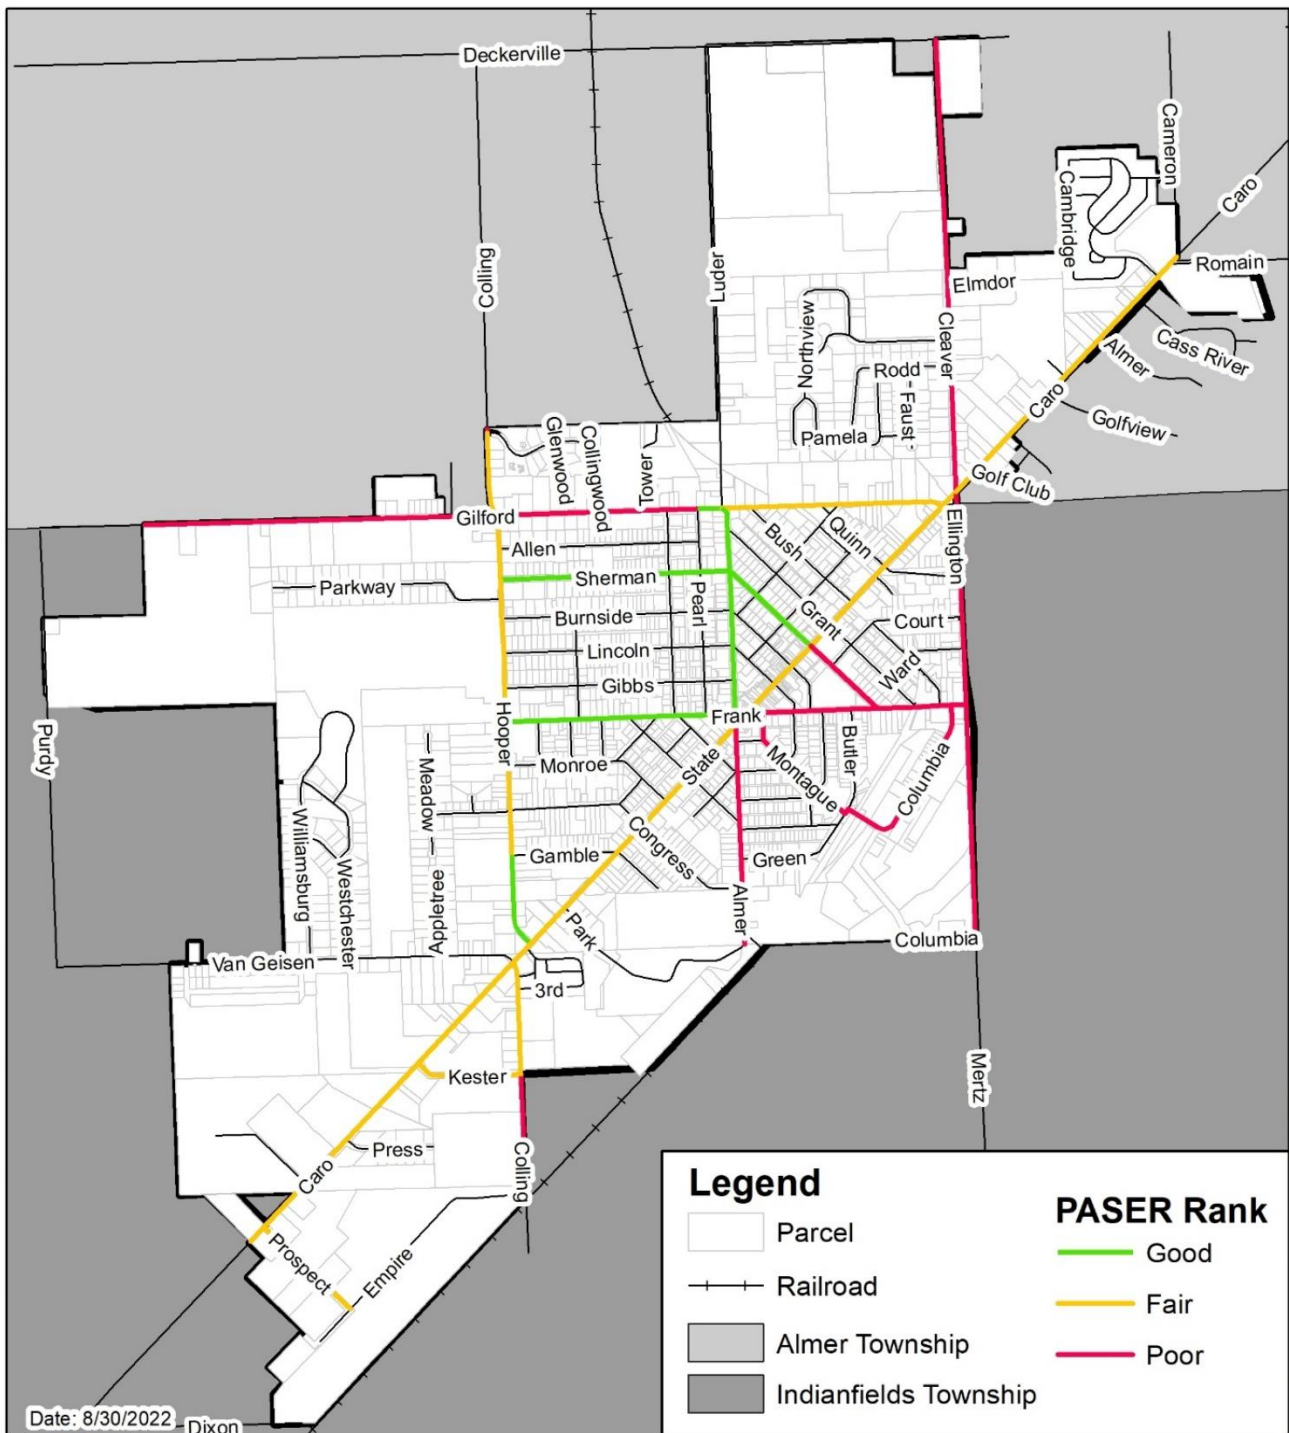 Deckerville
Cameron
Caro
Cambridge
Colling
Luder
Romain
Elmdor
Northview
Cleaver
Cass River
Almer
Rodd
Faust
Caro
Golfview
Pamela
Glenwood
Collingwood
Tower
Golf Club
Gilford
Bush
Quinn
Ellington
Allen
Sherman
Parkway
Pearl
Burnside
Grant
Court
Lincoln
Ward
Gibbs
Hooper
Frank
Purdy
Meadow
Monroe
State
Butler
Montague
Columbia
Williamsburg
Westchester
Gamble
Congress
Green
Appletree
Park
Almer
Columbia
Van Geisen
3rd
Kester
Mertz
Press
Caro
Colling
Prospect
Empire
Legend
Parcel
Railroad
Almer Township
Indianfields Township
PASER Rank
Good
Fair
Poor
Date: 8/30/2022
Dixon